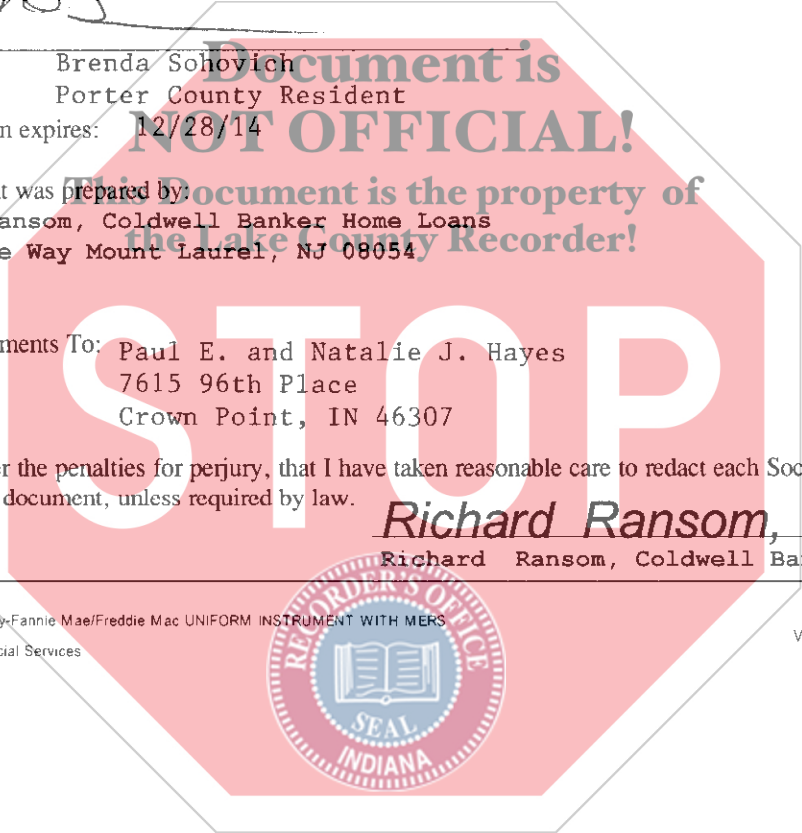 Document is
Brenda Sohovich
Porter County Resident
n expires: 12/28/14
NOT OFFICIAL!
t was prepared by:
This Document is the property of
ansom, Coldwell Banker Home Loans
the Lake County Recorder!
e Way Mount Laurel, NJ 08054
STOP
ments To: Paul E. and Natalie J. Hayes
7615 96th Place
Crown Point, IN 46307
r the penalties for perjury, that I have taken reasonable care to redact each Soc
document, unless required by law.
Richard Ransom,
Richard Ransom, Coldwell Ba
y-Fannie Mae/Freddie Mac UNIFORM INSTRUMENT WITH MERS
V
cial Services
RECORDER'S OFFICE
SEAL
INDIANA